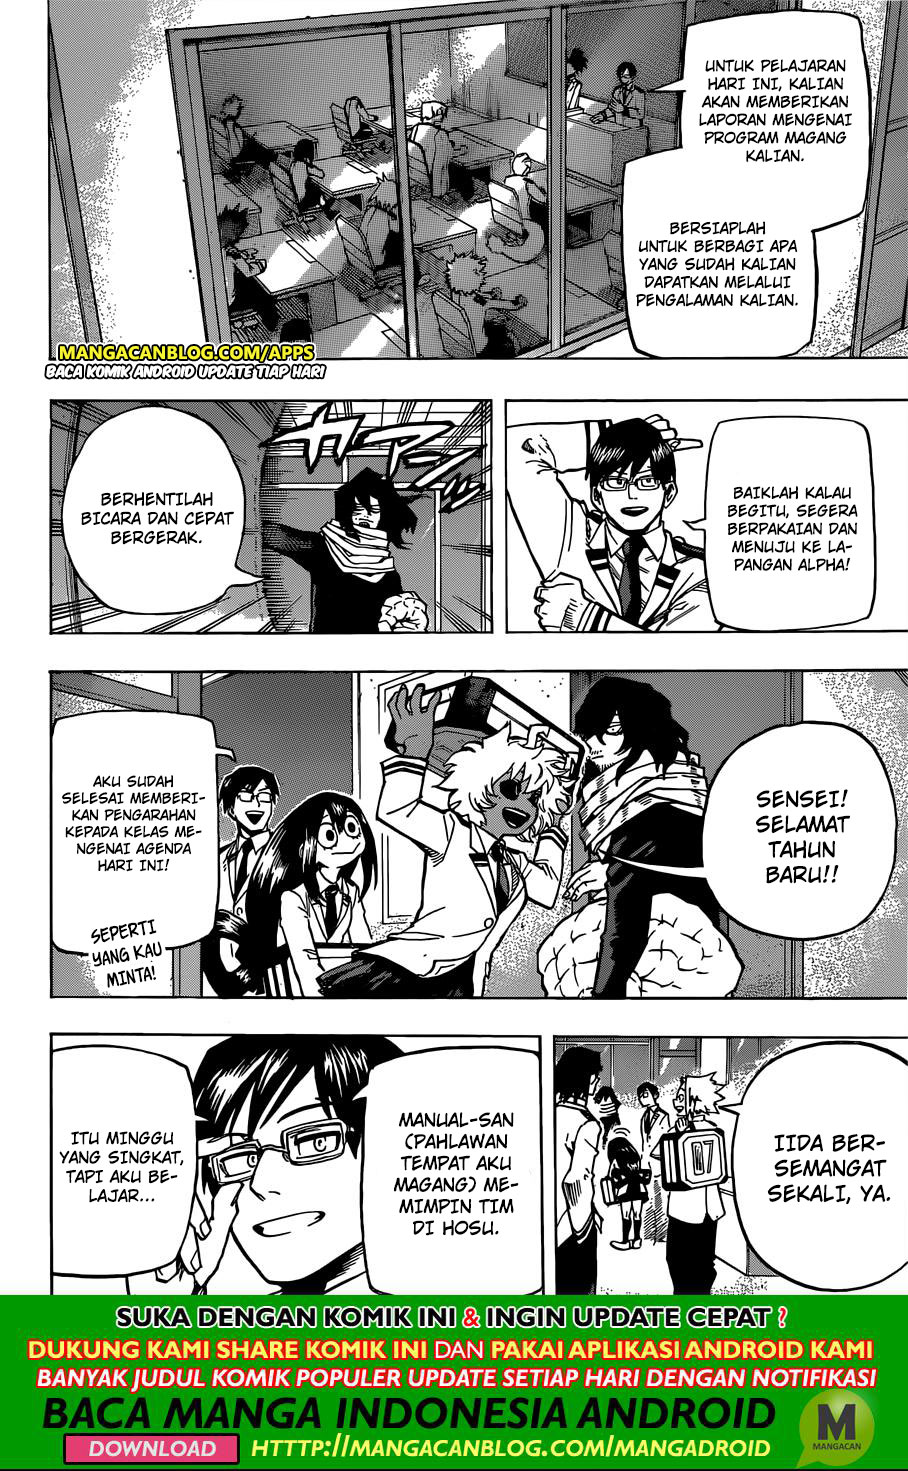 UNTUK PELAJARAN
HARI INI, KALIAN
AKAN MEMBERIKAN
LAPORAN MENGENAI
PROGRAM MAGANG
KALIAN.
BERSIAPLAH
UNTUK BERBAGI APA
YANG SUDAH KALIAN
DAPATKAN MELALUI
PENGALAMAN KALIAN.
MANGACANBLOG.COM/APPS
BACA KOMIK ANDROID UPDATE TIAP HARI
BAIKLAH KALAU
BEGITU, SEGERA
BERPAKAIAN DAN
MENUJU KE LA-
PANGAN ALPHA!
BERHENTILAH
BICARA DAN CEPAT
BERGERAK.
SENSEI!
SELAMAT
TAHUN
BARU!!
AKU SUDAH
SELESAI MEMBERI-
KAN PENGARAHAN
KEPADA KELAS ME-
NGENAI AGENDA
HARI INI!
SEPERTI
YANG KAU
MINTA!
IIDA BER-
SEMANGAT
SEKALI, YA.
07
MANUAL-SAN
(PAHLAWAN
TEMPAT AKU
MAGANG) ME-
MIMPIN TIM
DI HOSU.
ITU MINGGU
YANG SINGKAT,
TAPI AKU BE-
LAJAR...
SUKA DENGAN KOMIK INI & INGIN UPDATE CEPAT ?
DUKUNG KAMI SHARE KOMIK INI DAN PAKAI APLIKASI ANDROID KAMI
BANYAK JUDUL KOMIK POPULER UPDATE SETIAP HARI DENGAN NOTIFIKASI
BACA MANGA INDONESIA ANDROID
DOWNLOAD HTTTP://MANGACANBLOG.COM/MANGADROID
M
MANGACAN